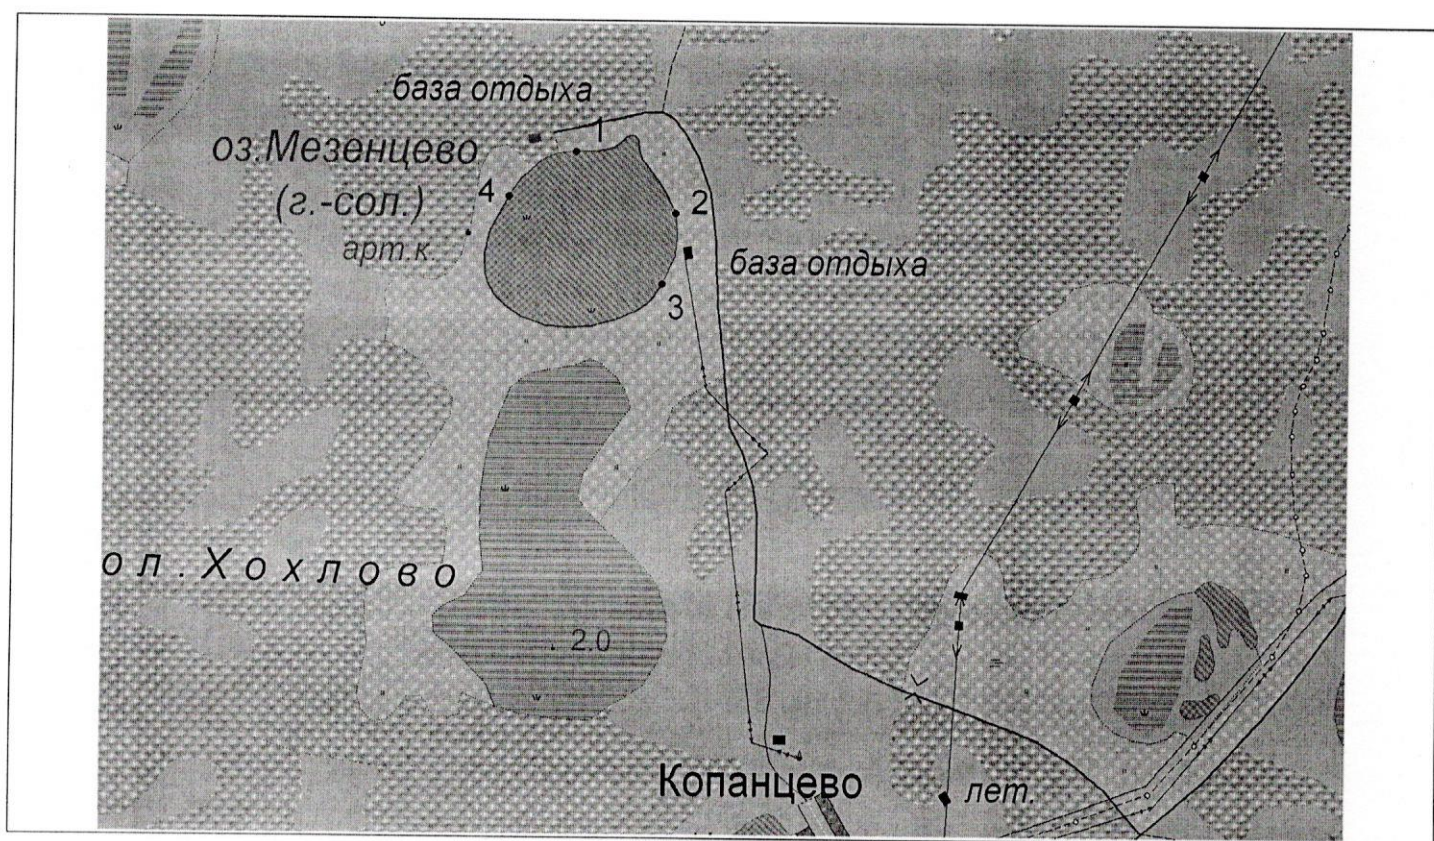 база отдыха
1
оз.Мезенцево
4
(г.-сол.)
2
арт.к.
база отдыха
3
ол.Хохлово
2.0
Копанцево
лет.